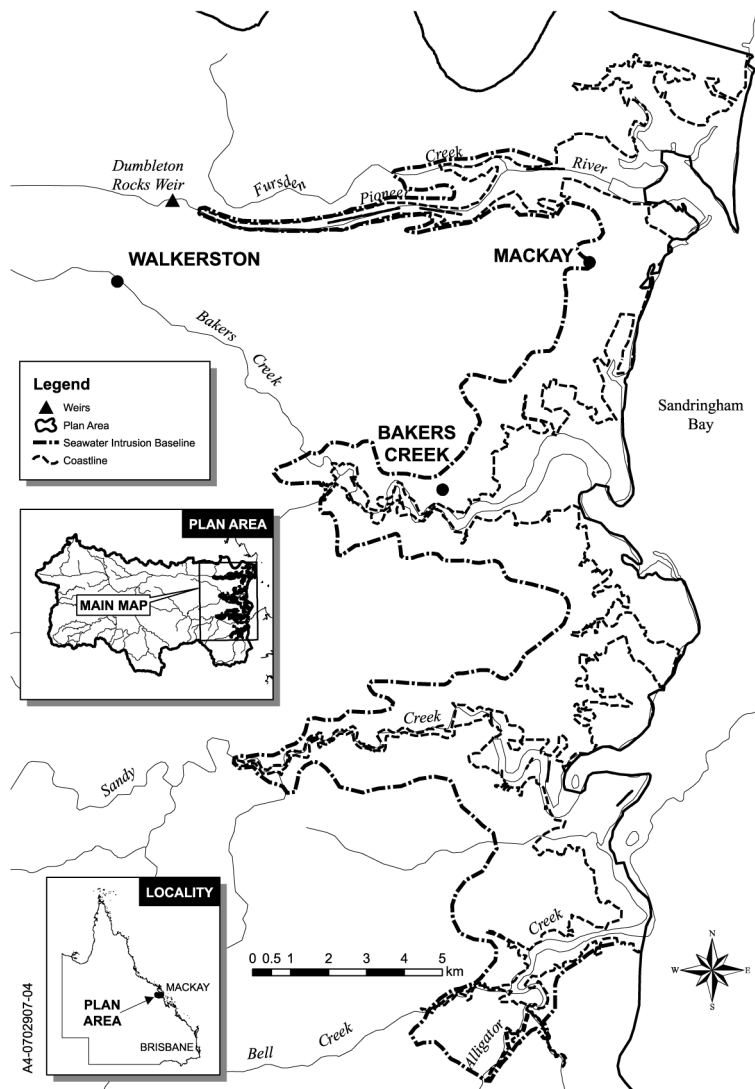 Dumbleton
Rocks Weir
Fursden
Creek
Pioneer
River
WALKERSTON
MACKAY
Bakers
Creek
Sandringham
Bay
BAKERS
CREEK
Legend
Weirs
Plan Area
Seawater Intrusion Baseline
Coastline
PLAN AREA
MAIN MAP
Sandy
Creek
LOCALITY
MACKAY
PLAN
AREA
BRISBANE
A4-0702907-04
0 0.5 1 2 3 4 5
km
Bell
Creek
Alligator
Creek
N
W E
S